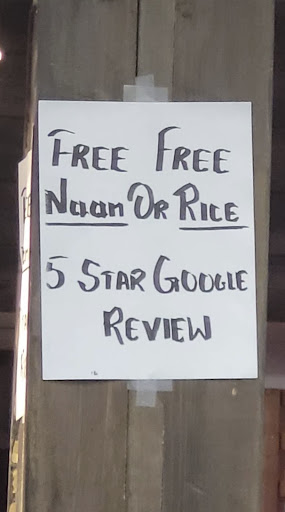 FREE FREE
Naan OR RICE
5 STAR GOOGLE
REVIEW